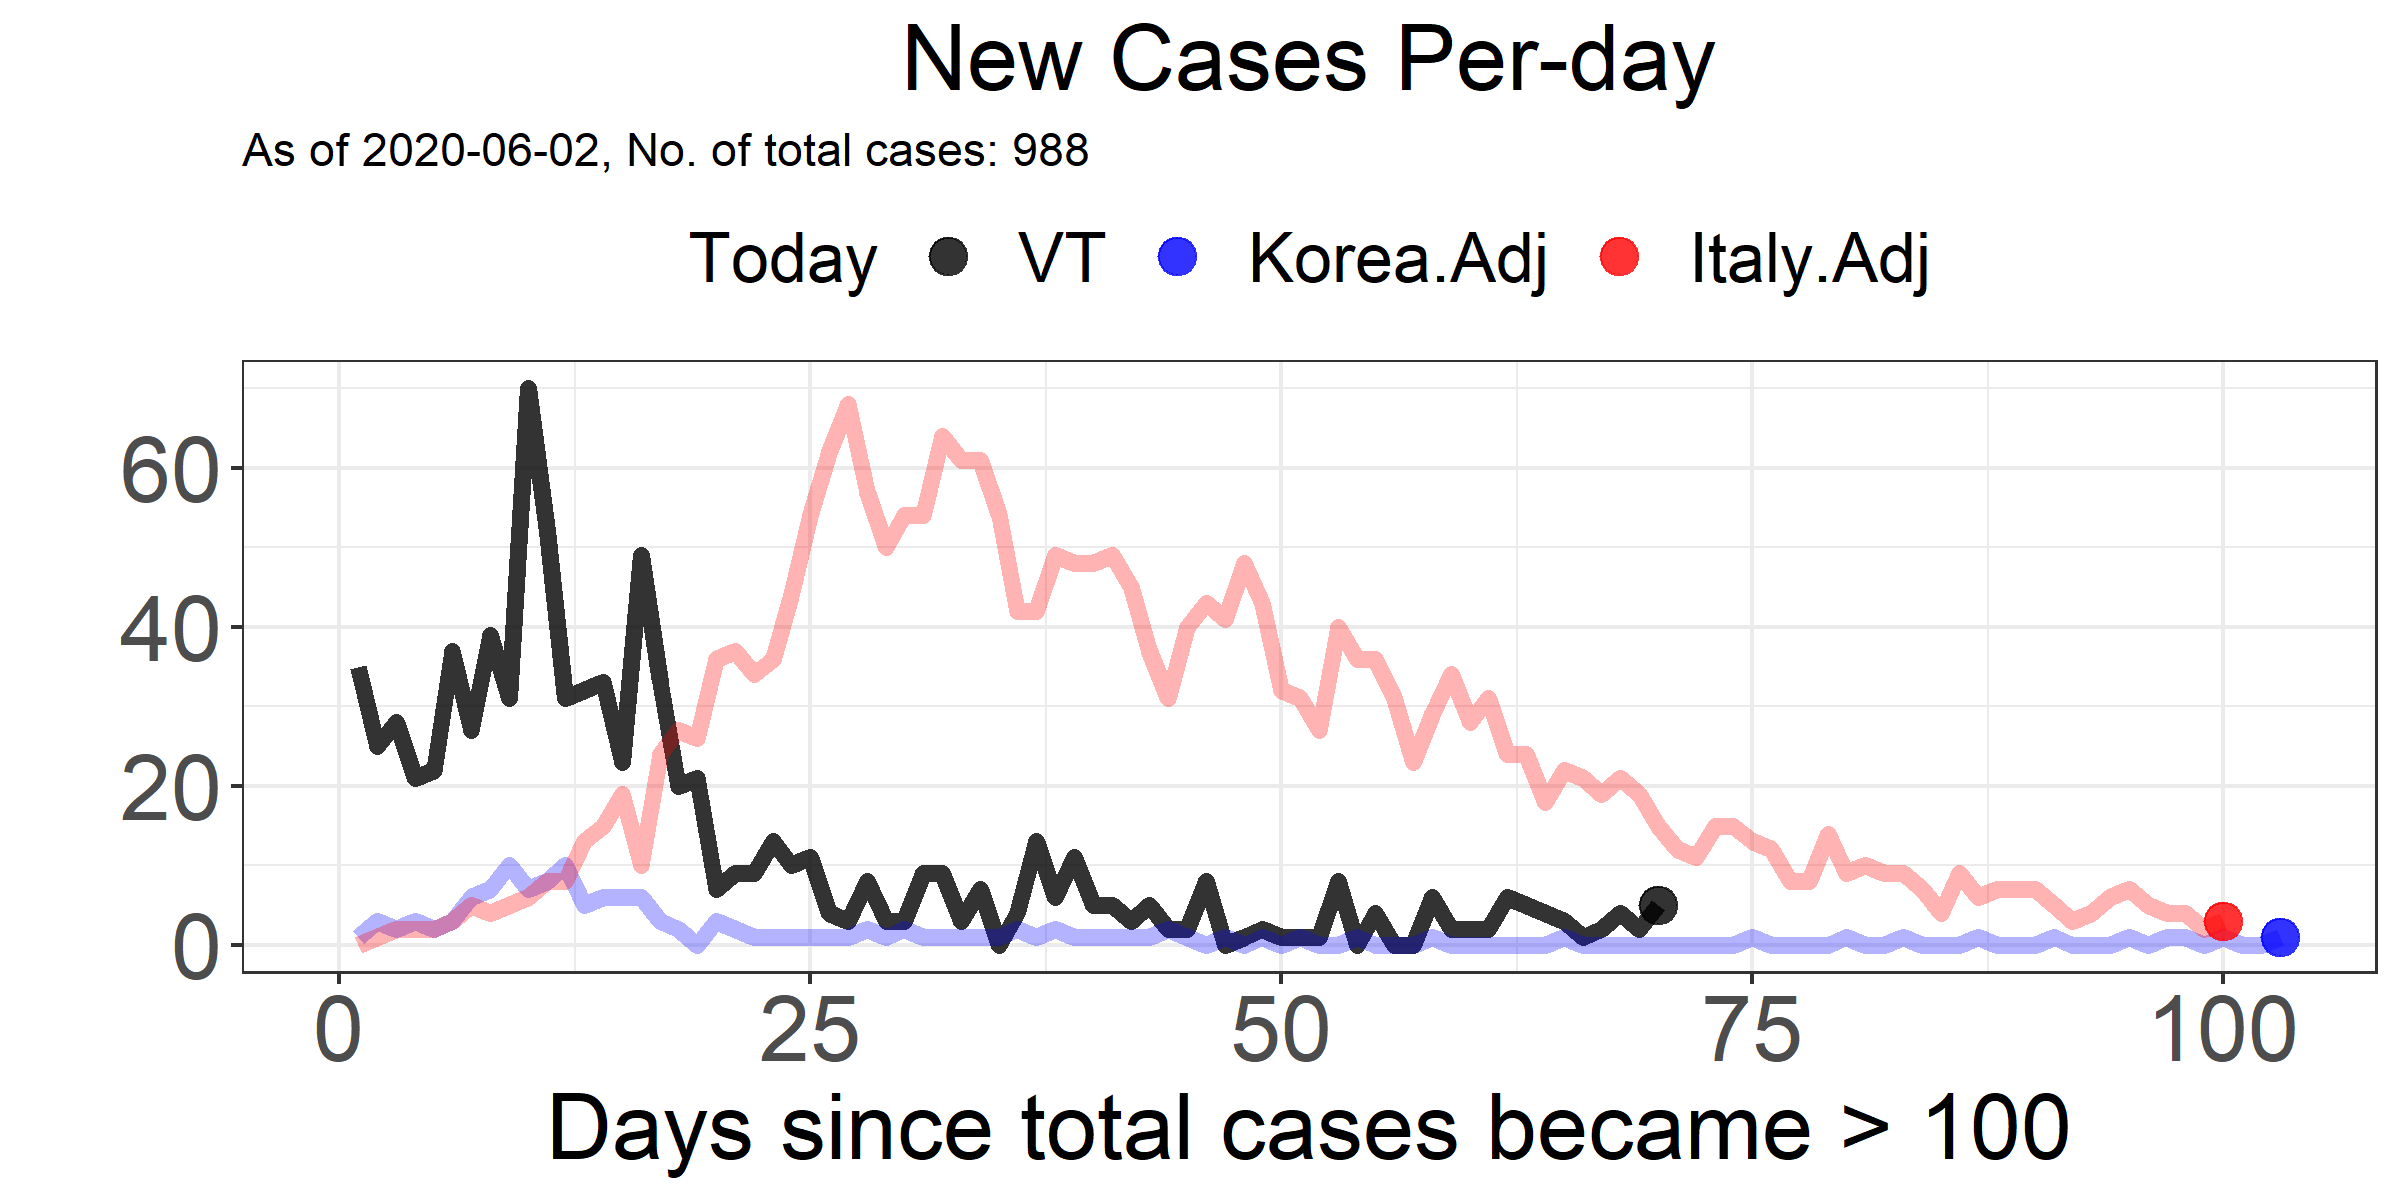 New Cases Per-day
As of 2020-06-02, No. of total cases: 988
Today VT Korea.Adj Italy.Adj
60
40
20
0
0 25 50 75 100
Days since total cases became > 100